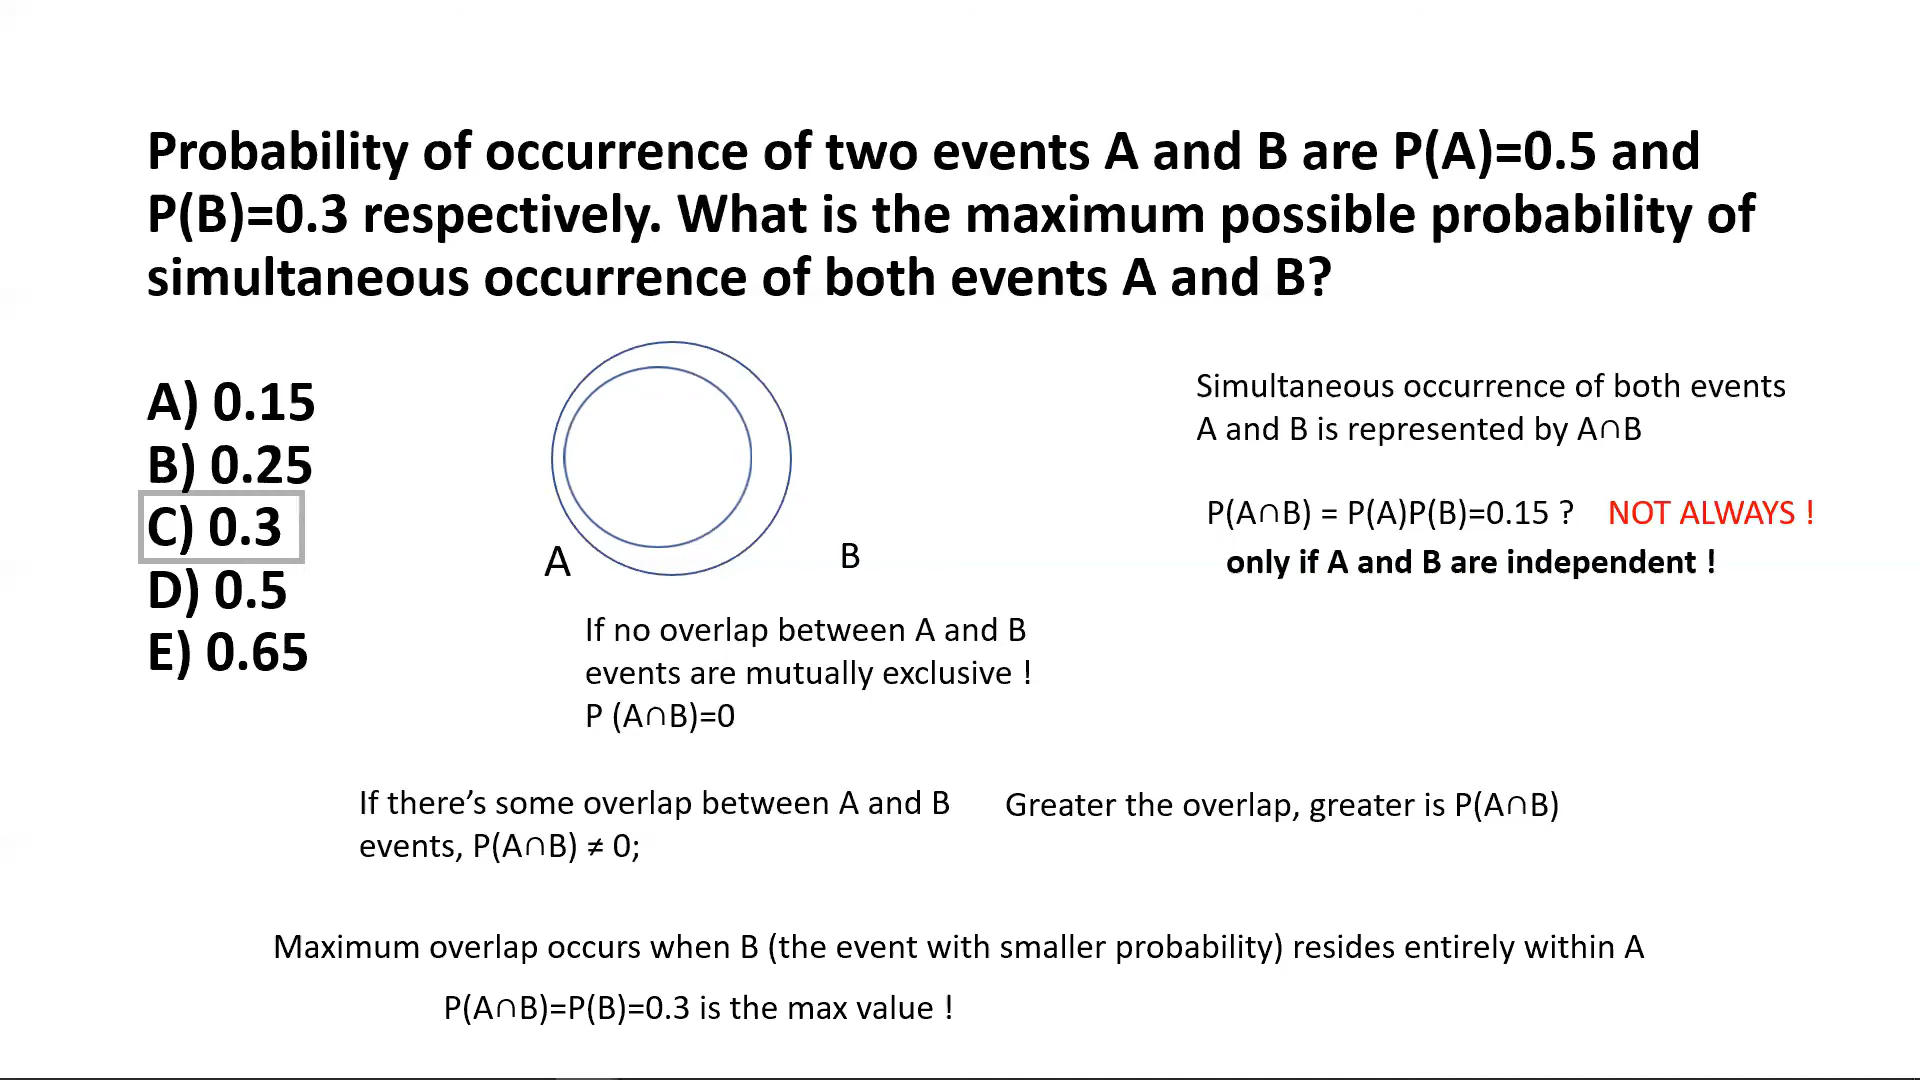 Probability of occurrence of two events A and B are P(A)=0.5 and
P(B)=0.3 respectively. What is the maximum possible probability of
simultaneous occurrence of both events A and B?
A) 0.15
B) 0.25
C) 0.3
D) 0.5
E) 0.65
A
B
If no overlap between A and B
events are mutually exclusive !
P (A∩B)=0
Simultaneous occurrence of both events
A and B is represented by A∩B
P(A∩B) = P(A)P(B)=0.15 ? NOT ALWAYS !
only if A and B are independent !
If there’s some overlap between A and B
events, P(A∩B) ≠ 0;
Greater the overlap, greater is P(A∩B)
Maximum overlap occurs when B (the event with smaller probability) resides entirely within A
P(A∩B)=P(B)=0.3 is the max value !